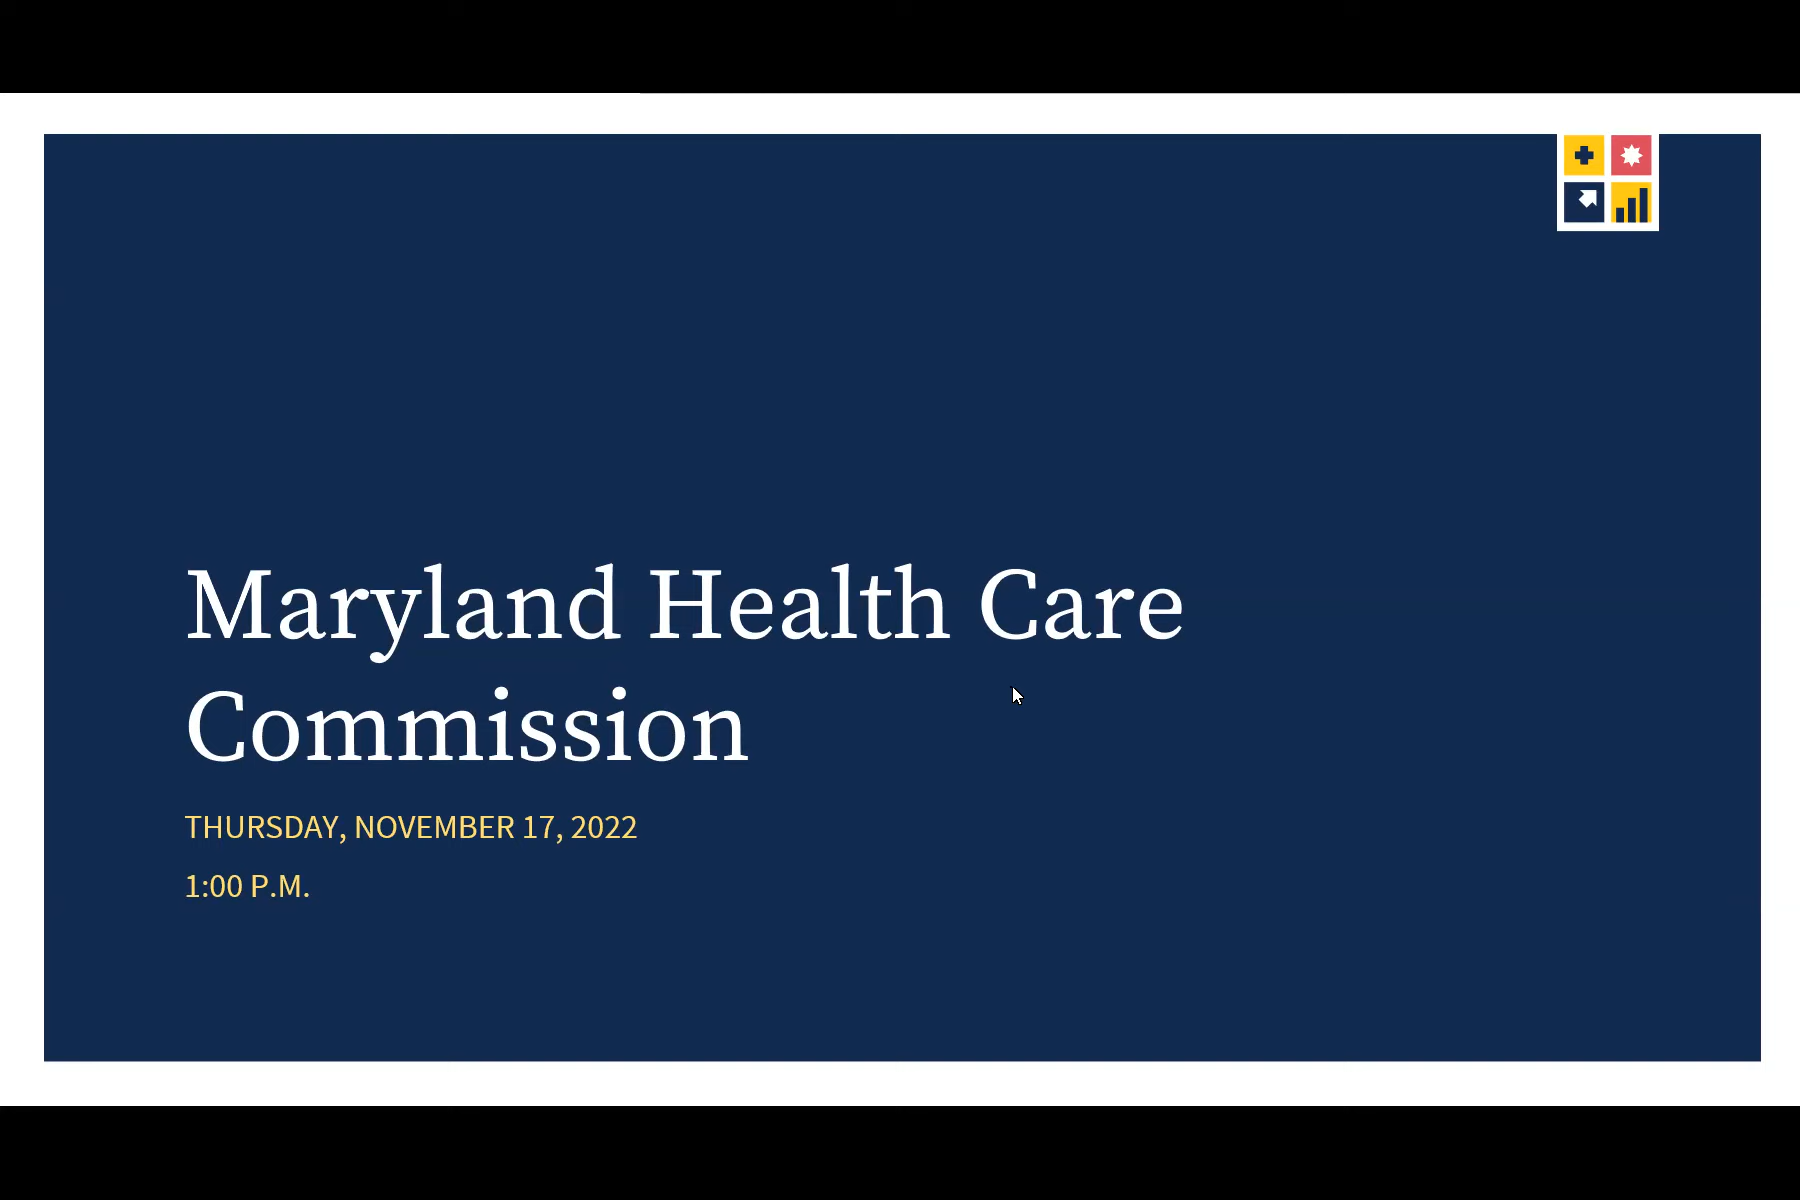 Maryland Health Care
Commission
THURSDAY, NOVEMBER 17, 2022
1:00 P.M.